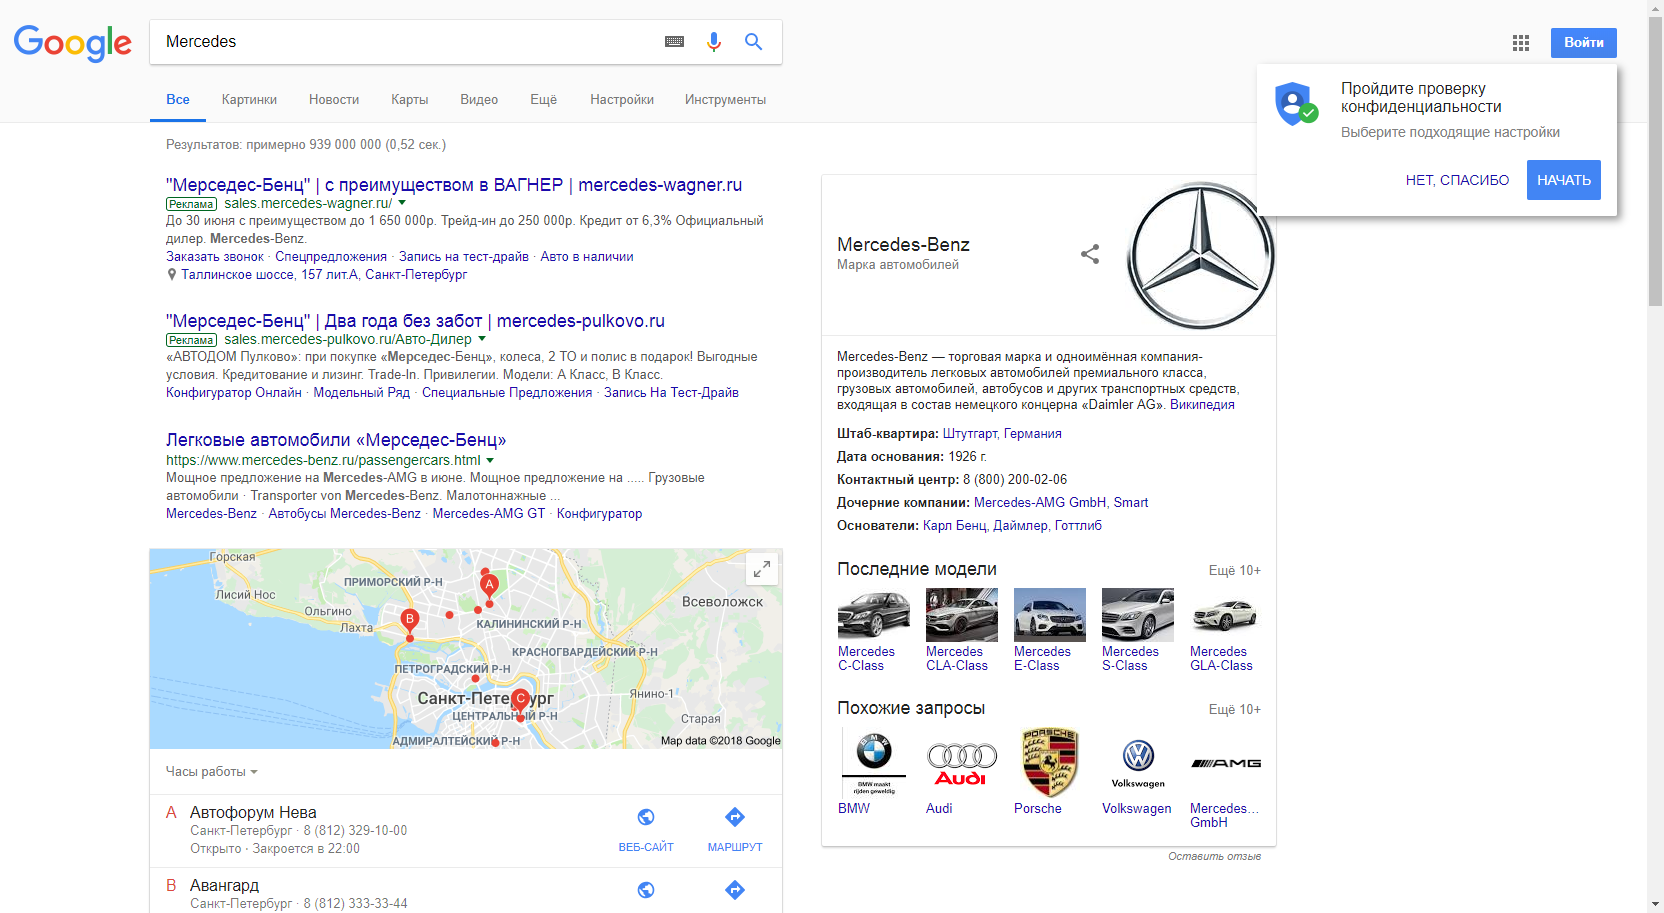 Google
Mercedes
Войти
Все
Картинки
Новости
Карты
Видео
Ещё
Настройки
Инструменты
Пройдите проверку
конфиденциальности
Выберите подходящие настройки
НЕТ, СПАСИБО
НАЧАТЬ
Результатов: примерно 939 000 000 (0,52 сек.)
"Мерседес-Бенц" | с преимуществом в ВАГНЕР | mercedes-wagner.ru
Реклама sales.mercedes-wagner.ru/
До 30 июня с преимуществом до 1 650 000р. Трейд-ин до 250 000р. Кредит от 6,3% Официальный
дилер. Mercedes-Benz.
Заказать звонок · Спецпредложения · Запись на тест-драйв · Авто в наличии
Таллинское шоссе, 157 лит.А, Санкт-Петербург
"Мерседес-Бенц" | Два года без забот | mercedes-pulkovo.ru
Реклама sales.mercedes-pulkovo.ru/Авто-Дилер
«АВТОДОМ Пулково»: при покупке «Мерседес-Бенц», колеса, 2 ТО и полис в подарок! Выгодные
условия. Кредитование и лизинг. Trade-In. Привилегии. Модели: А Класс, В Класс.
Конфигуратор Онлайн · Модельный Ряд · Специальные Предложения · Запись На Тест-Драйв
Легковые автомобили «Мерседес-Бенц»
https://www.mercedes-benz.ru/passengercars.html
Мощное предложение на Mercedes-AMG в июне. Мощное предложение на ..... Грузовые
автомобили · Transporter von Mercedes-Benz. Малотоннажные ...
Mercedes-Benz · Автобусы Mercedes-Benz · Mercedes-AMG GT · Конфигуратор
Горская
ПРИМОРСКИЙ Р-Н
Лисий Нос
Ольгино
Лахта
A
B
Всеволожск
КАЛИНИНСКИЙ Р-Н
КРАСНОГВАРДЕЙСКИЙ Р-Н
ПЕТРОГРАДСКИЙ Р-Н
Янино-1
Санкт-Петербург
C
ЦЕНТРАЛЬНЫЙ Р-Н
Старая
АДМИРАЛТЕЙСКИЙ Р-Н
Map data ©2018 Google
Часы работы
A Автофорум Нева
Санкт-Петербург · 8 (812) 329-10-00
Открыто · Закроется в 22:00
ВЕБ-САЙТ
МАРШРУТ
B Авангард
Санкт-Петербург · 8 (812) 333-33-44
Mercedes-Benz
Марка автомобилей
Mercedes-Benz — торговая марка и одноимённая компания-
производитель легковых автомобилей премиального класса,
грузовых автомобилей, автобусов и других транспортных средств,
входящая в состав немецкого концерна «Daimler AG». Википедия
Штаб-квартира: Штутгарт, Германия
Дата основания: 1926 г.
Контактный центр: 8 (800) 200-02-06
Дочерние компании: Mercedes-AMG GmbH, Smart
Основатели: Карл Бенц, Даймлер, Готтлиб
Последние модели
Ещё 10+
Mercedes
C-Class
Mercedes
CLA-Class
Mercedes
E-Class
Mercedes
S-Class
Mercedes
GLA-Class
Похожие запросы
Ещё 10+
BMW
BMW maakt
rijden geweldig
Audi
PORSCHE
Volkswagen
AMG
BMW
Audi
Porsche
Volkswagen
Mercedes...
GmbH
Оставить отзыв